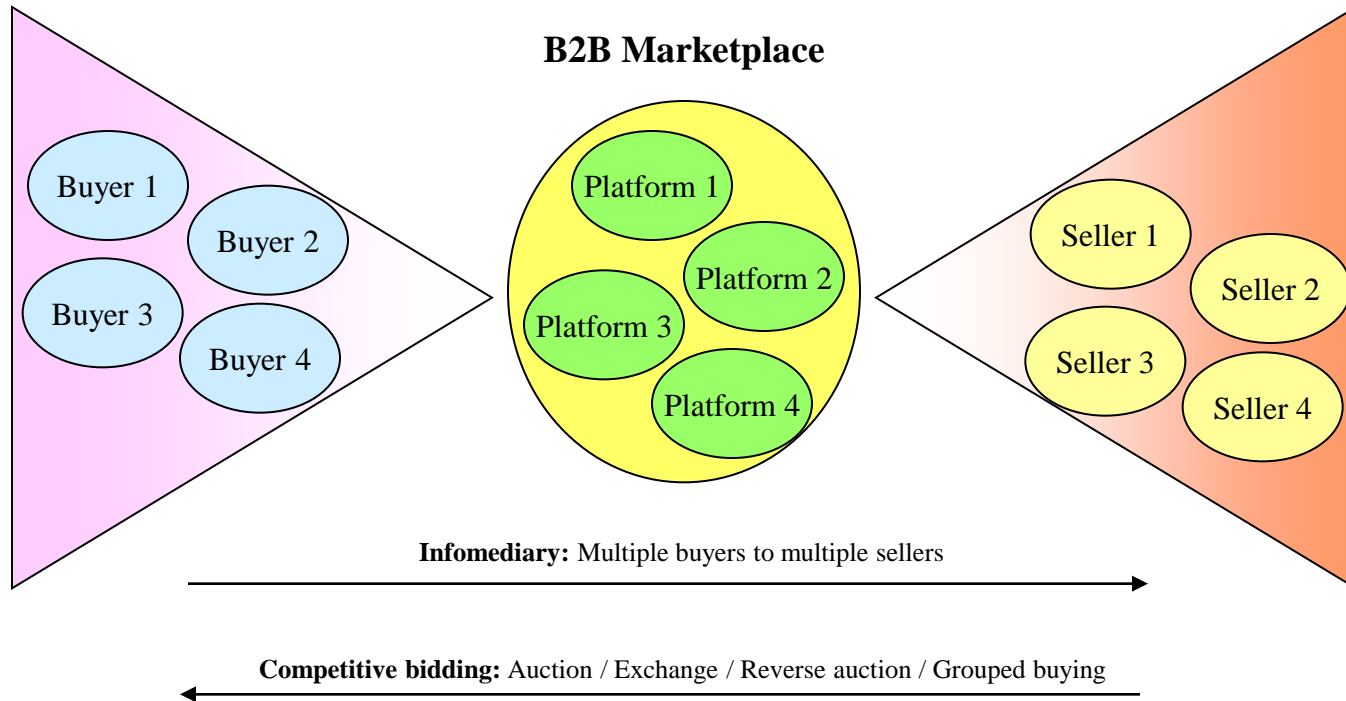 B2B Marketplace
Buyer 1
Buyer 2
Buyer 3
Buyer 4
Platform 1
Platform 2
Platform 3
Platform 4
Seller 1
Seller 2
Seller 3
Seller 4
Infomediary: Multiple buyers to multiple sellers
Competitive bidding: Auction / Exchange / Reverse auction / Grouped buying